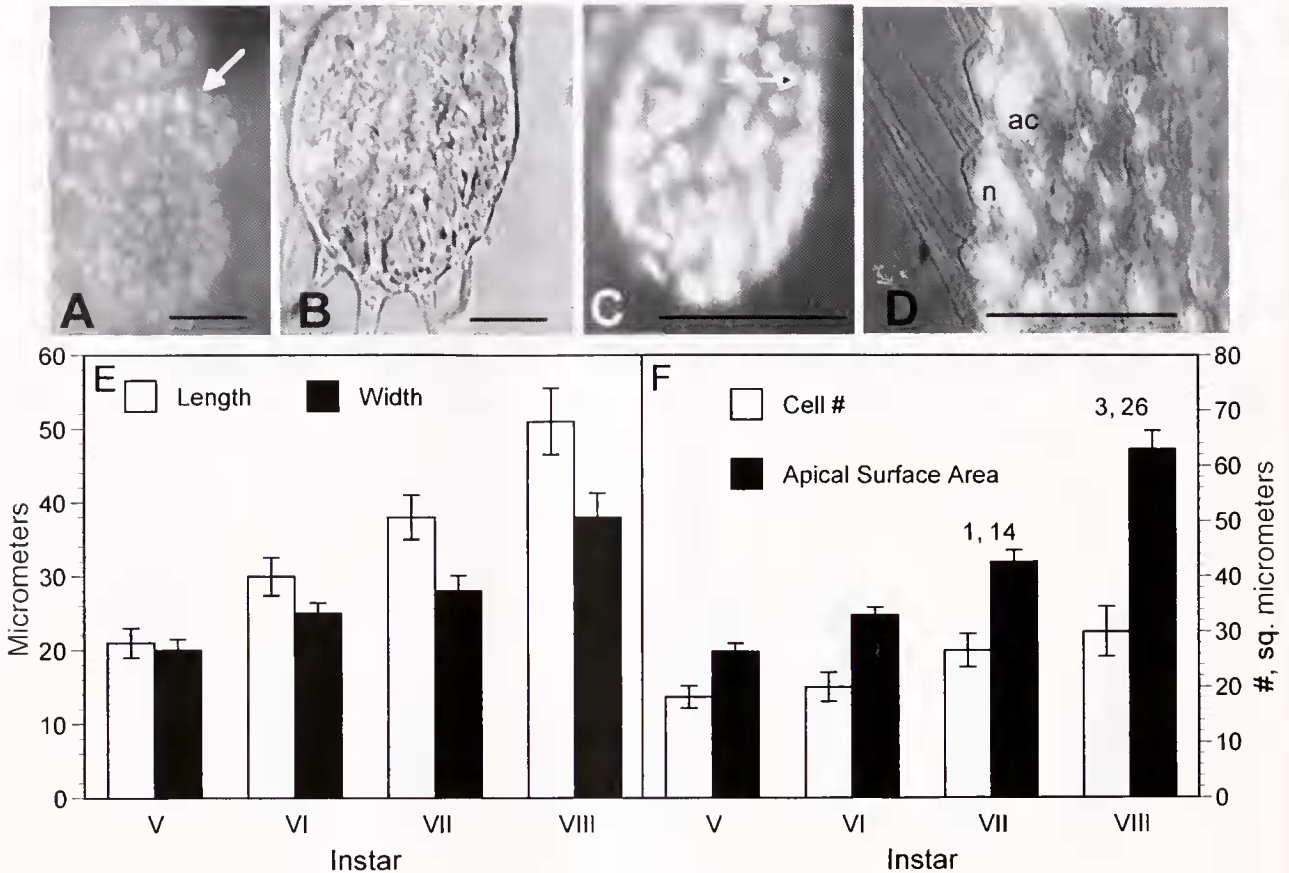 A
B
C
ac
n
D
E
Length
Width
60
50
40
30
20
10
0
Micrometers
V
VI
VII
VIII
Instar
F
Cell #
Apical Surface Area
1, 14
3, 26
80
70
60
50
40
30
20
10
0
#, sq. micrometers
V
VI
VII
VIII
Instar